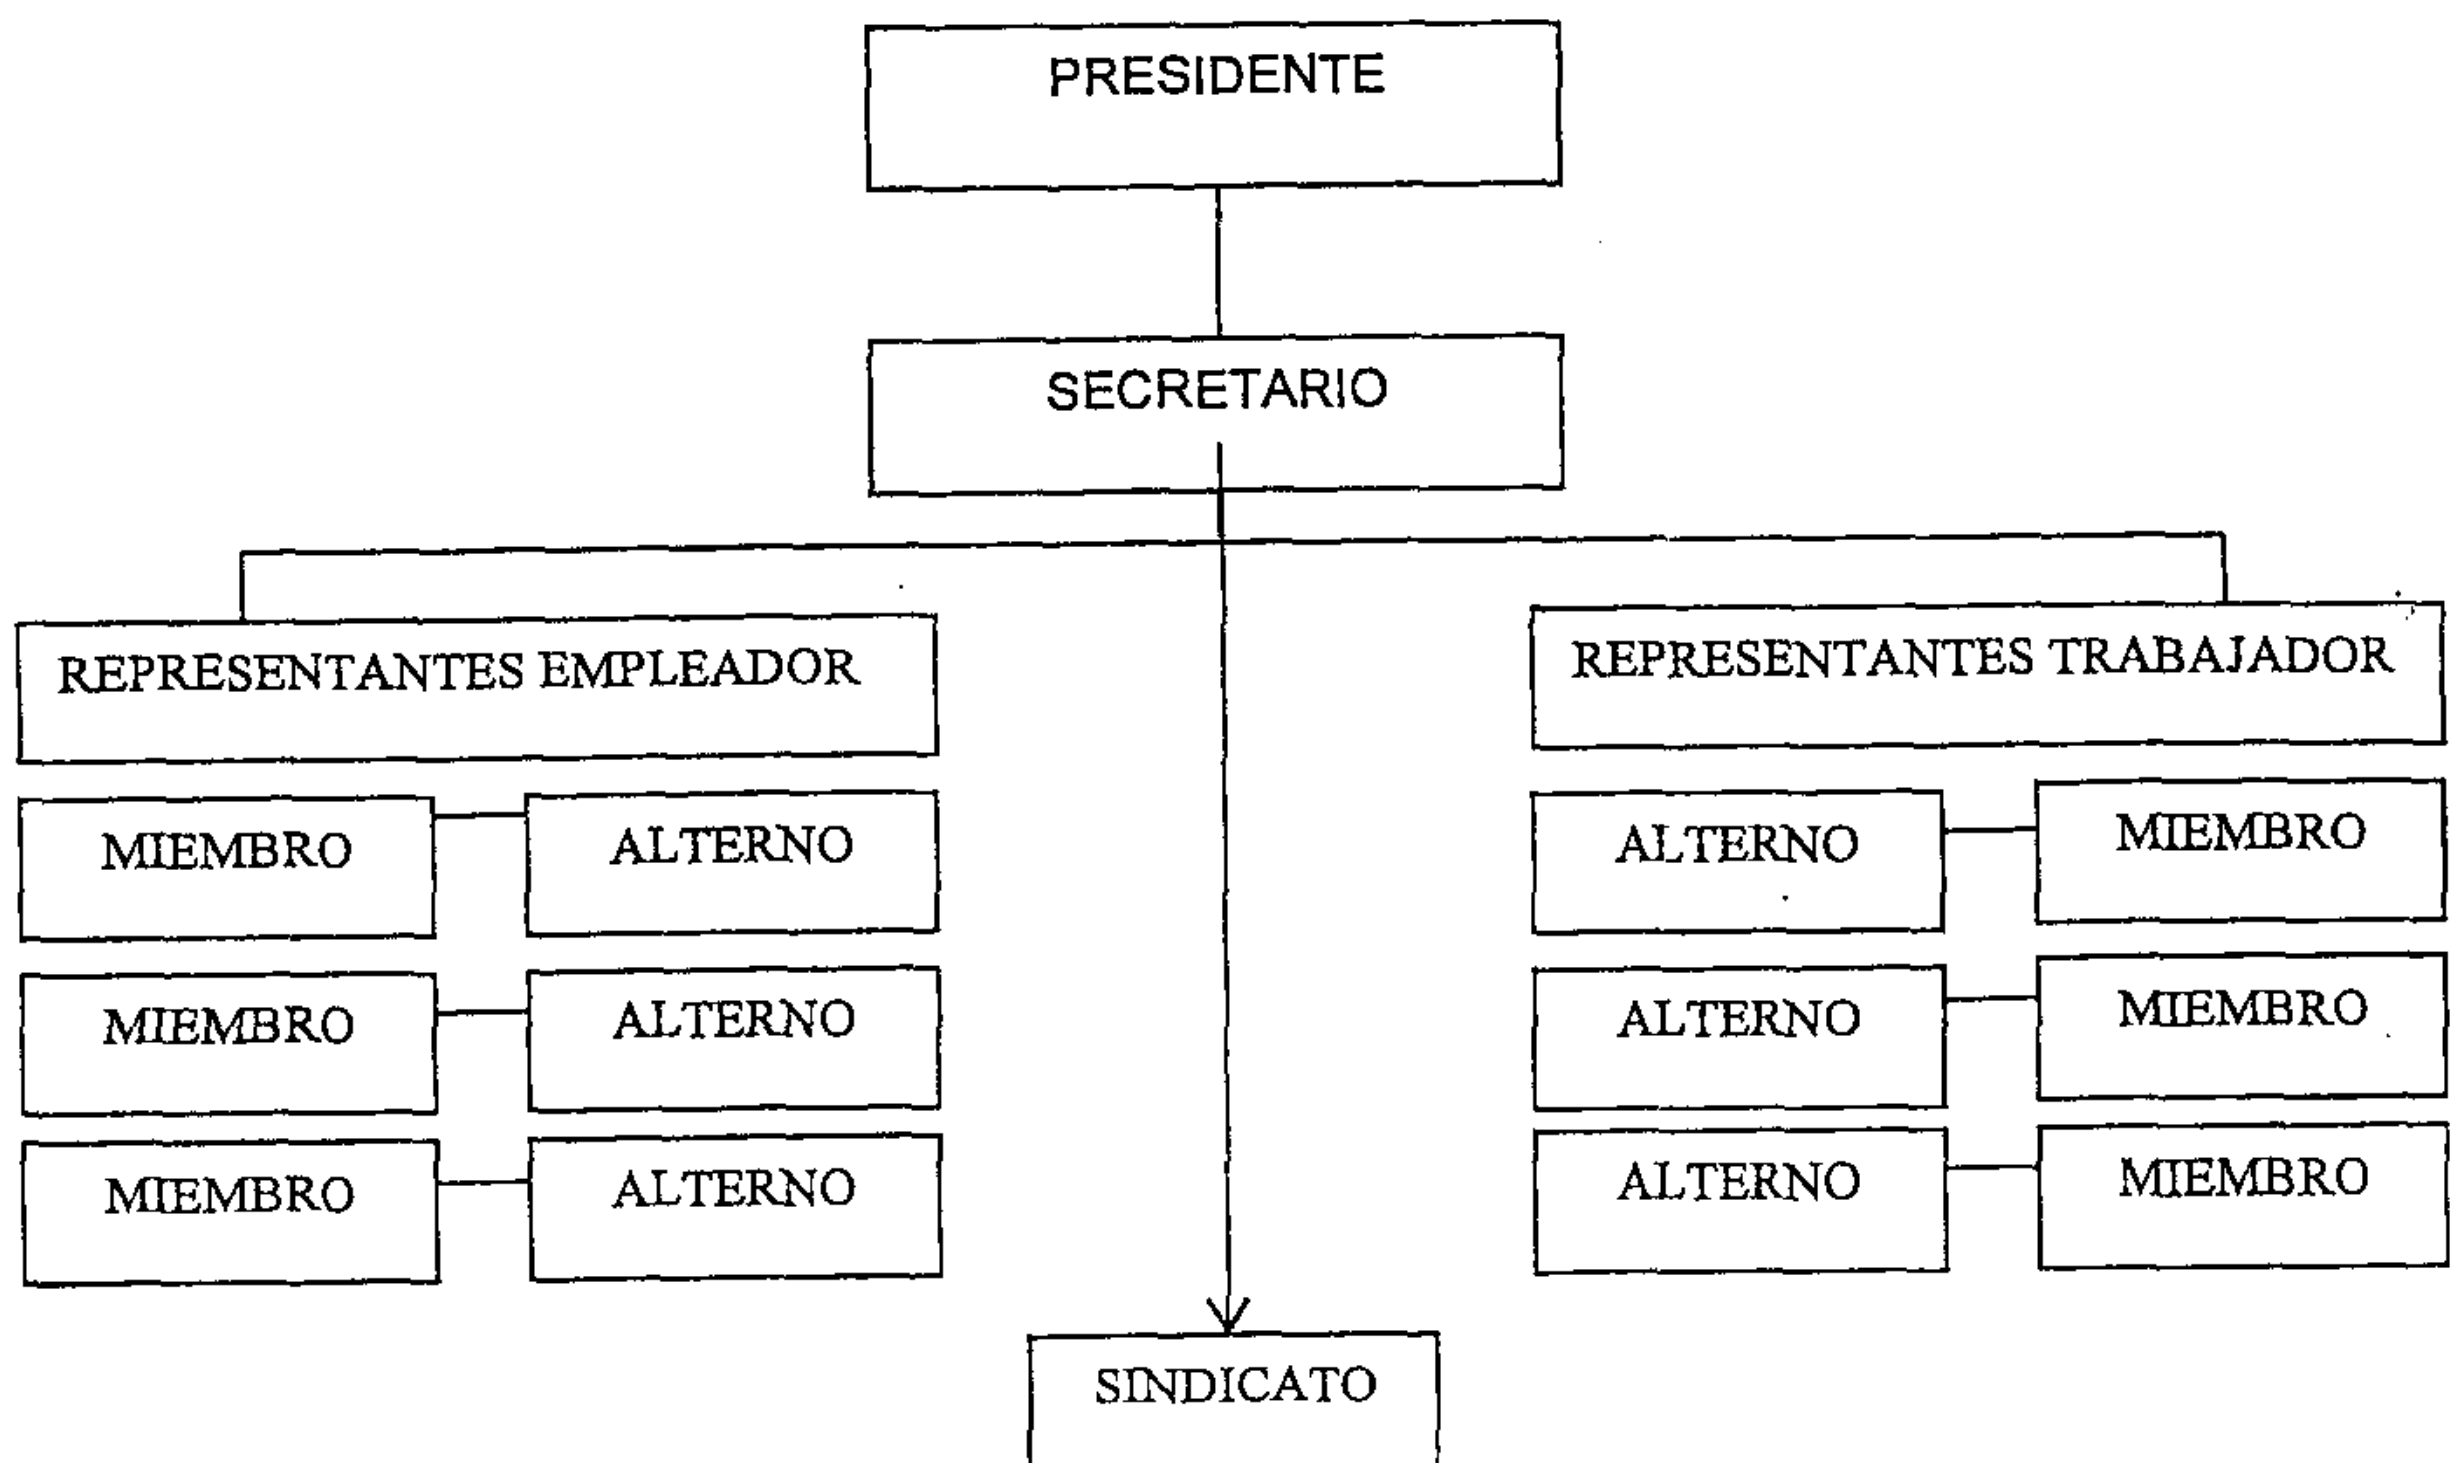 PRESIDENTE
SECRETARIO
REPRESENTANTES EMPLEADOR
REPRESENTANTES TRABAJADOR
MIEMBRO
ALTERNO
ALTERNO
MIEMBRO
MIEMBRO
ALTERNO
ALTERNO
MIEMBRO
MIEMBRO
ALTERNO
ALTERNO
MIEMBRO
SINDICATO